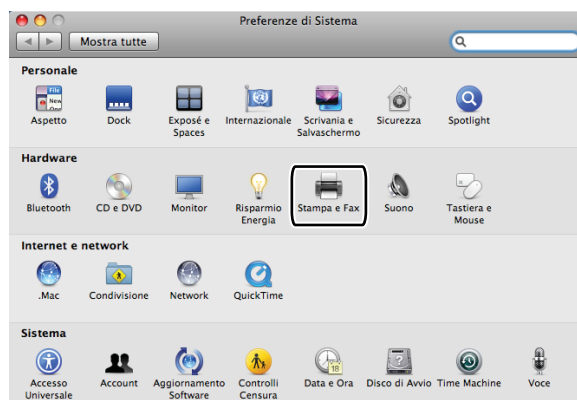 Preferenze di Sistema
Mostra tutte
Personale
Aspetto
Dock
Exposé e Spaces
Internazionale
Scrivania e Salvaschermo
Sicurezza
Spotlight
Hardware
Bluetooth
CD e DVD
Monitor
Risparmio Energia
Stampa e Fax
Suono
Tastiera e Mouse
Internet e network
.Mac
Condivisione
Network
QuickTime
Sistema
Accesso Universale
Account
Aggiornamento Software
Controlli Censura
Data e Ora
Disco di Avvio
Time Machine
Voce
File
New
18
?